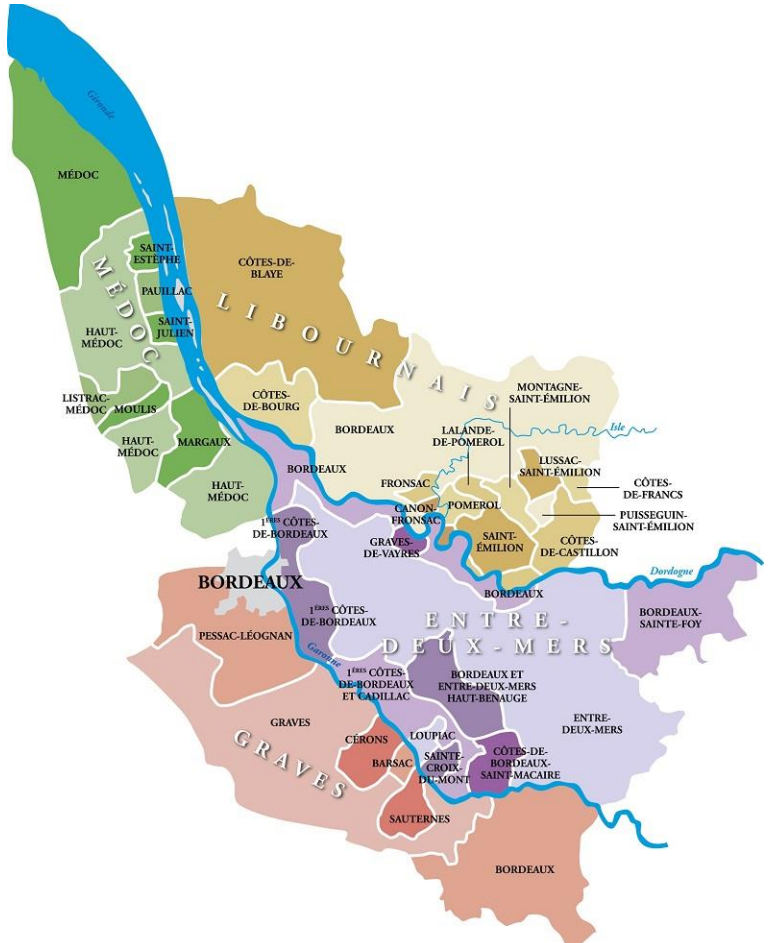 Gironde
MÉDOC
SAINT-
ESTÈPHE
CÔTES-DE-
BLAYE
PAUILLAC
MÉDOC
LIBOURNAIS
SAINT-
JULIEN
HAUT-
MÉDOC
MONTAGNE-
SAINT-ÉMILION
LISTRAC-
MÉDOC
MOULIS
CÔTES-
DE-BOURG
BORDEAUX
LALANDE-
DE-POMEROL
Isle
HAUT-
MÉDOC
MARGAUX
BORDEAUX
LUSSAC-
SAINT-ÉMILION
FRONSAC
CÔTES-
DE-FRANCS
HAUT-
MÉDOC
CANON-
FRONSAC
POMEROL
PUISSEGUIN-
SAINT-ÉMILION
1ÈRES CÔTES-
DE-BORDEAUX
GRAVES-
DE-VAYRES
SAINT-
ÉMILION
CÔTES-
DE-CASTILLON
BORDEAUX
Dordogne
BORDEAUX
1ÈRES CÔTES-
DE-BORDEAUX
ENTRE-
DEUX-MERS
BORDEAUX-
SAINTE-FOY
PESSAC-LÉOGNAN
Garonne
1ÈRES CÔTES-
DE-BORDEAUX
ET CADILLAC
BORDEAUX ET
ENTRE-DEUX-MERS
HAUT-BENAUGE
GRAVES
ENTRE-
DEUX-MERS
GRAVES
CÉRONS
LOUPIAC
BARSAC
SAINTE-
CROIX-
DU-MONT
CÔTES-DE-
BORDEAUX-
SAINT-MACAIRE
SAUTERNES
BORDEAUX